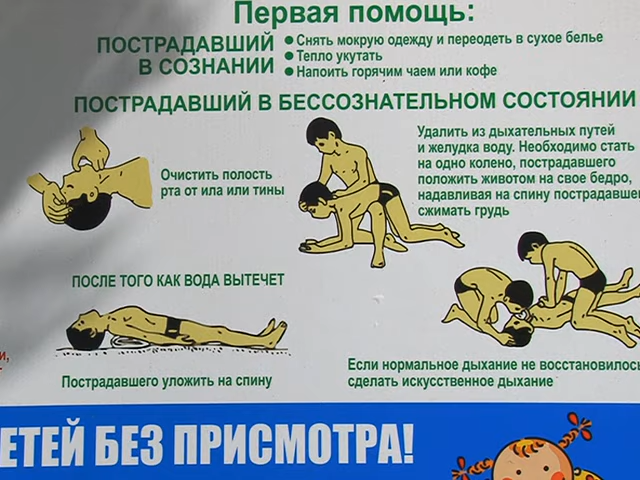 Первая помощь:
ПОСТРАДАВШИЙ
В СОЗНАНИИ
• Снять мокрую одежду и переодеть в сухое белье
• Тепло укутать
• Напоить горячим чаем или кофе
ПОСТРАДАВШИЙ В БЕССОЗНАТЕЛЬНОМ СОСТОЯНИИ
Очистить полость
рта от ила или тины
Удалить из дыхательных путей
и желудка воду. Необходимо стать
на одно колено, пострадавшего
положить животом на свое бедро,
надавливая на спину пострадавше
сжимать грудь
ПОСЛЕ ТОГО КАК ВОДА ВЫТЕЧЕТ
Пострадавшего уложить на спину
Если нормальное дыхание не восстановилось
сделать искусственное дыхание
ЕТЕЙ БЕЗ ПРИСМОТРА!